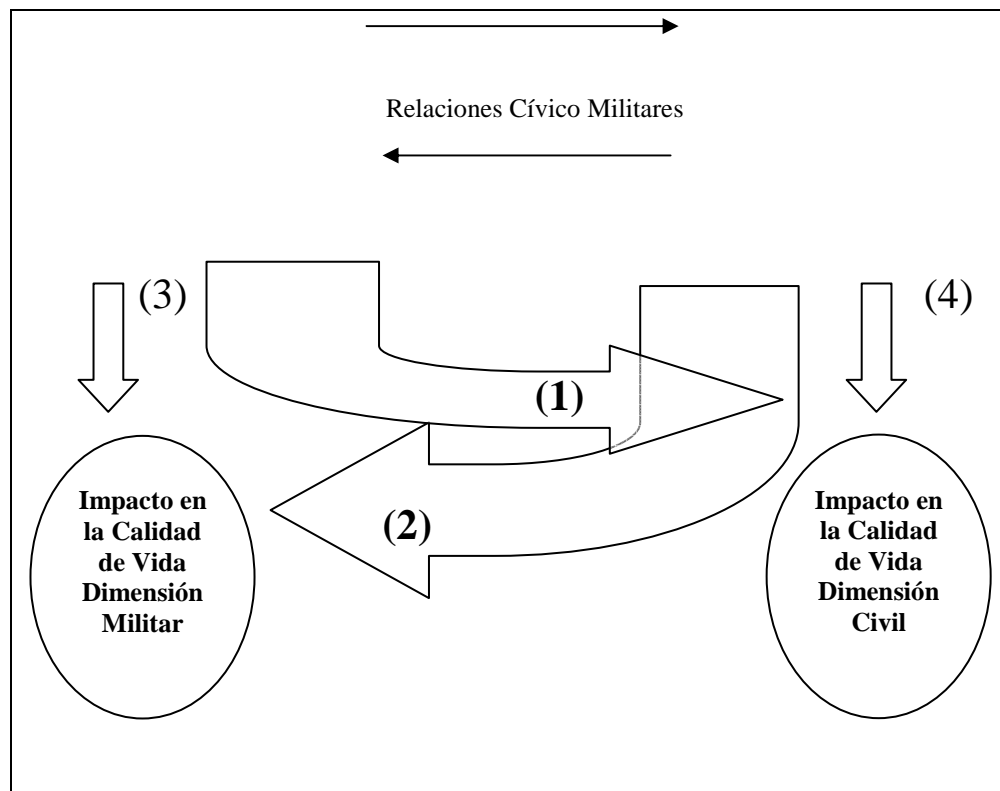 Relaciones Cívico Militares
(3)
(4)
(1)
(2)
Impacto en
la Calidad
de Vida
Dimensión
Militar
Impacto en
la Calidad
de Vida
Dimensión
Civil